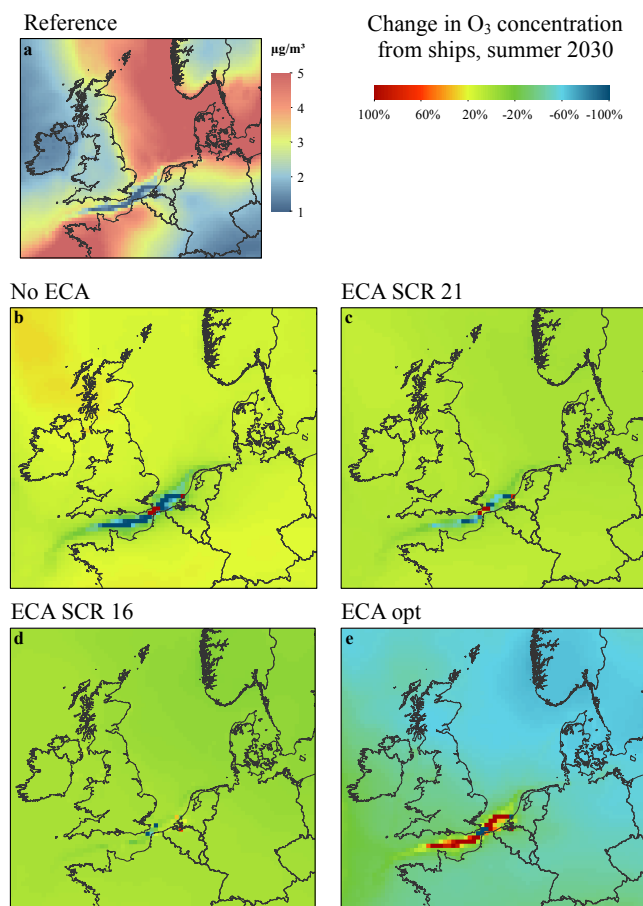 Reference
a
µg/m³
5
4
3
2
1
Change in O₃ concentration
from ships, summer 2030
100% 60% 20% -20% -60% -100%
No ECA
b
ECA SCR 21
c
ECA SCR 16
d
ECA opt
e